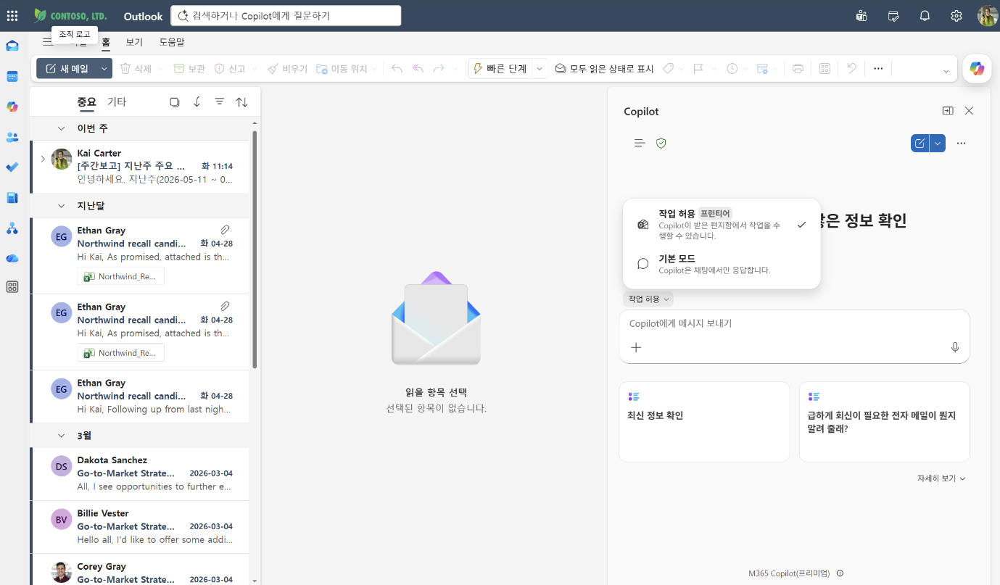 CONTOSO, LTD.
Outlook
검색하거나 Copilot에게 질문하기
조직 로고
홈
보기
도움말
새 메일
삭제
보관
신고
비우기
이동 위치
빠른 단계
모두 읽은 상태로 표시
중요
기타
이번 주
Kai Carter
[주간보고] 지난주 주요 ...
화 11:14
안녕하세요. 지난주(2026-05-11 ~ 0...
지난달
EG
Ethan Gray
Northwind recall candi...
화 04-28
Hi Kai, As promised, attached is th...
Northwind_Re...
EG
Ethan Gray
Northwind recall candi...
화 04-28
Hi Kai, As promised, attached is th...
Northwind_Re...
EG
Ethan Gray
Northwind recall candi...
화 04-28
Hi Kai, Following up from last nigh...
3월
DS
Dakota Sanchez
Go-to-Market Strate...
2026-03-04
All, I see opportunities to further e...
BV
Billie Vester
Go-to-Market Strate...
2026-03-04
Hello all, I'd like to offer some addi...
Corey Gray
Go-to-Market Strate...
2026-03-04
읽을 항목 선택
선택된 항목이 없습니다.
Copilot
은 정보 확인
작업 허용 프런티어
Copilot이 받은 편지함에서 작업을 수
행할 수 있습니다.
기본 모드
Copilot은 채팅에서만 응답합니다.
작업 허용
Copilot에게 메시지 보내기
최신 정보 확인
급하게 회신이 필요한 전자 메일이 뭔지
알려 줄래?
자세히 보기
M365 Copilot(프리미엄)